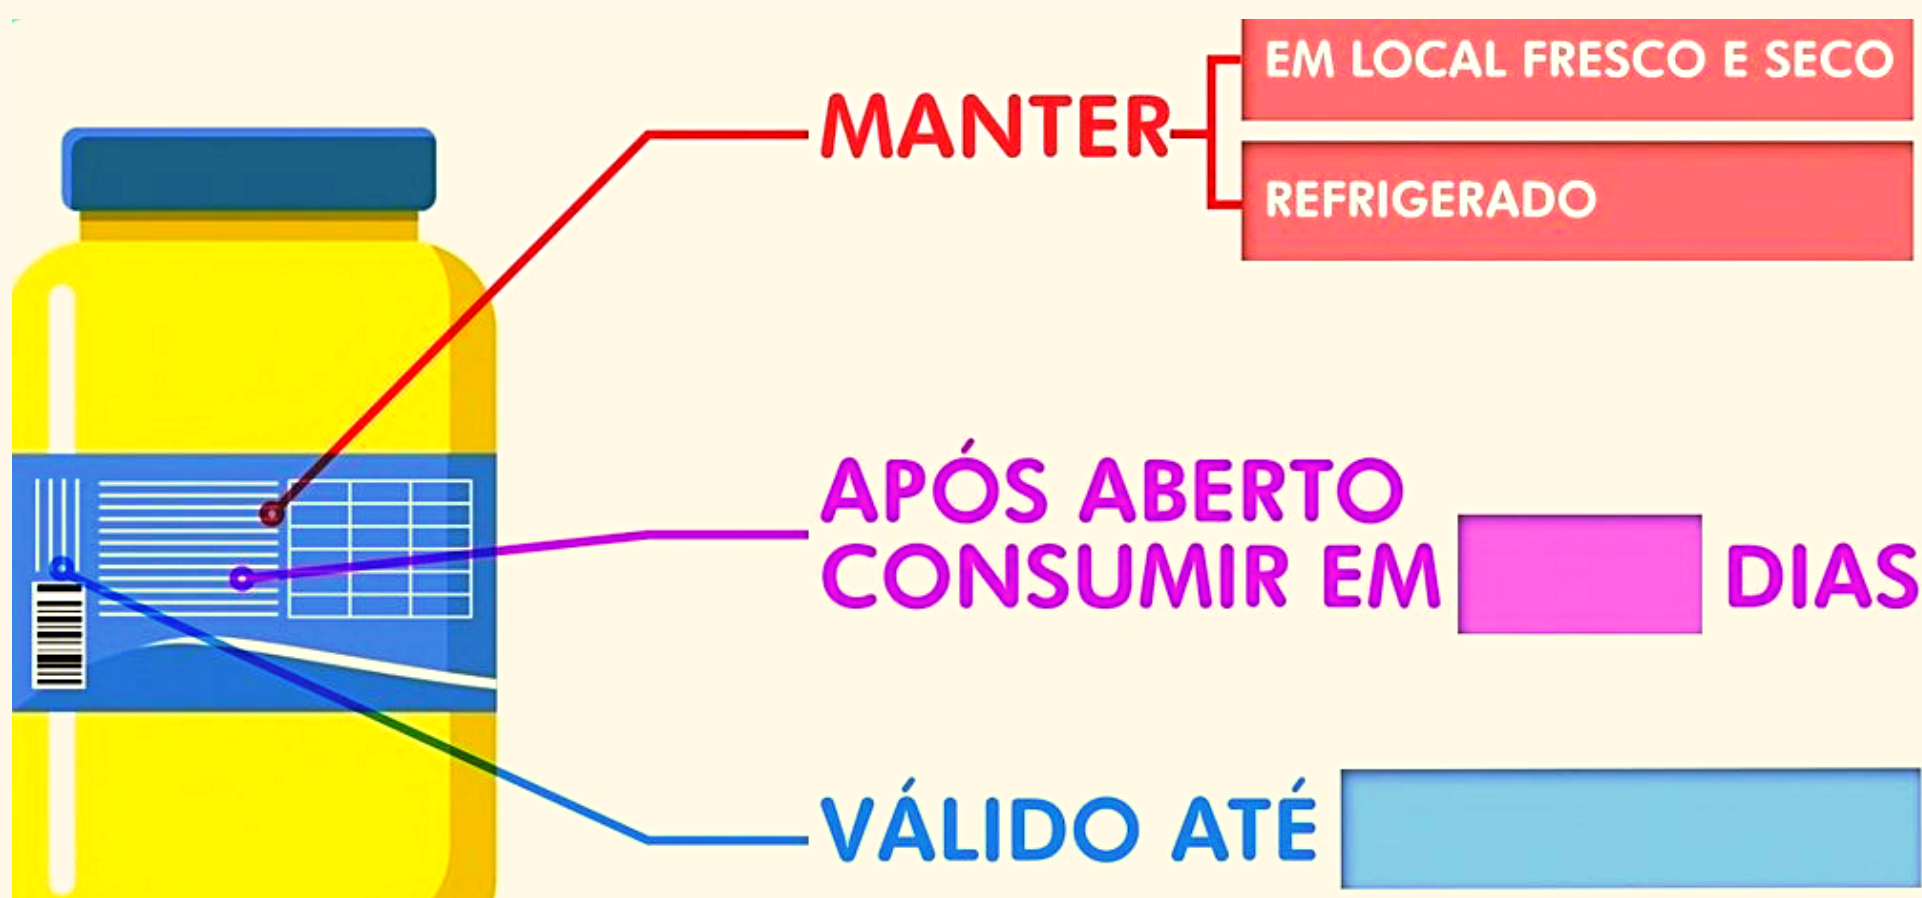 MANTER
EM LOCAL FRESCO E SECO
REFRIGERADO
APÓS ABERTO
CONSUMIR EM DIAS
VÁLIDO ATÉ